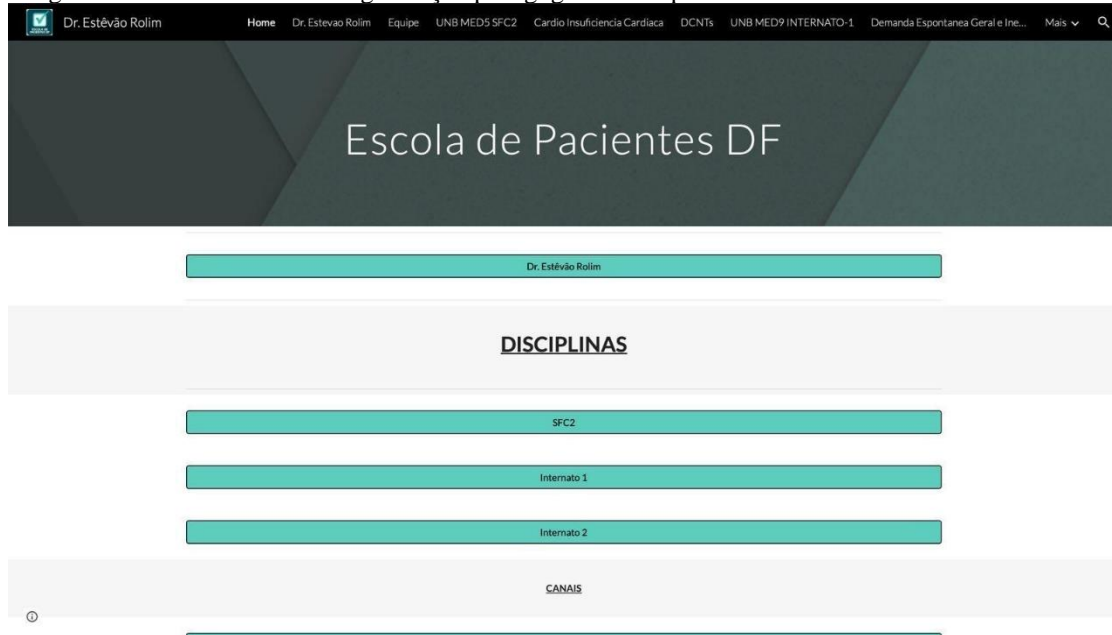 Dr. Estêvão Rolim
Home Dr. Estevao Rolim Equipe UNB MED5 SFC2 Cardio Insuficiencia Cardiaca DCNTs UNB MED9 INTERNATO-1 Demanda Espontanea Geral e Ine... Mais
Escola de Pacientes DF
Dr. Estêvão Rolim
DISCIPLINAS
SFC2
Internato 1
Internato 2
CANAIS